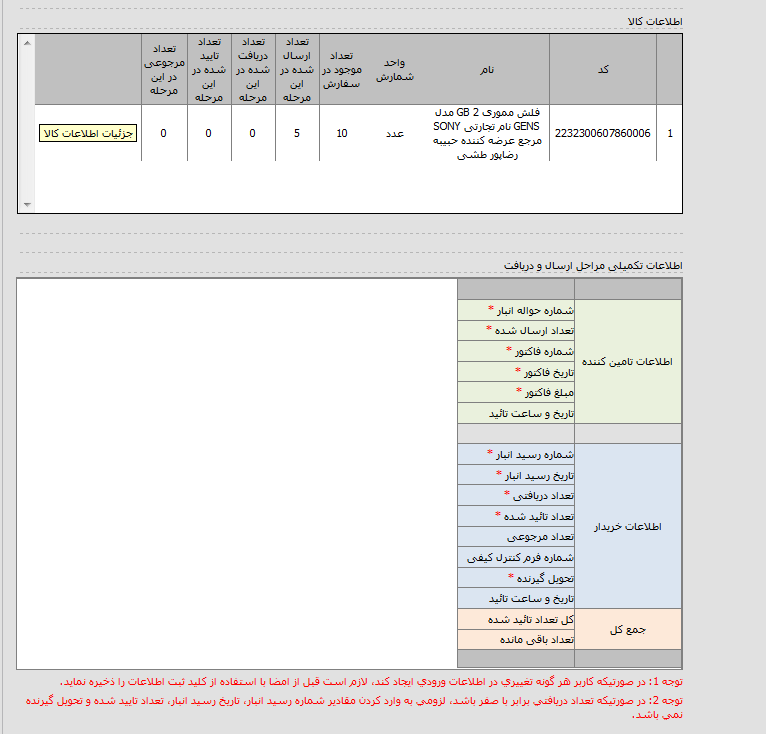 اطلاعات کالا
کد
نام
واحد
شمارش
تعداد
موجود در
سفارش
تعداد
ارسال
شده در
این
مرحله
تعداد
دریافت
شده در
این
مرحله
تعداد
تایید
شده در
این
مرحله
تعداد
مرجوعی
در این
مرحله
1
2232300607860006
فلش مموری 2 GB مدل
GENS نام تجارتی SONY
مرجع عرضه کننده حبیبه
رضاپور طشی
عدد
10
5
0
0
0
جزئیات اطلاعات کالا
اطلاعات تکمیلی مراحل ارسال و دریافت
اطلاعات تامین کننده
شماره حواله انبار *
تعداد ارسال شده *
شماره فاکتور *
تاریخ فاکتور *
مبلغ فاکتور *
تاریخ و ساعت تائید
اطلاعات خریدار
شماره رسید انبار *
تاریخ رسید انبار *
تعداد دریافتی *
تعداد تائید شده *
تعداد مرجوعی
شماره فرم کنترل کیفی
تحویل گیرنده *
تاریخ و ساعت تائید
جمع کل
کل تعداد تائید شده
تعداد باقی مانده
توجه 1: در صورتیکه کاربر هر گونه تغییري در اطلاعات ورودي ایجاد کند، لازم است قبل از امضا با استفاده از کلید ثبت اطلاعات را ذخیره نماید.
توجه 2: در صورتیکه تعداد دریافتی برابر با صفر باشد، لزومی به وارد کردن مقادیر شماره رسید انبار، تاریخ رسید انبار، تعداد تایید شده و تحویل گیرنده
نمی باشد.